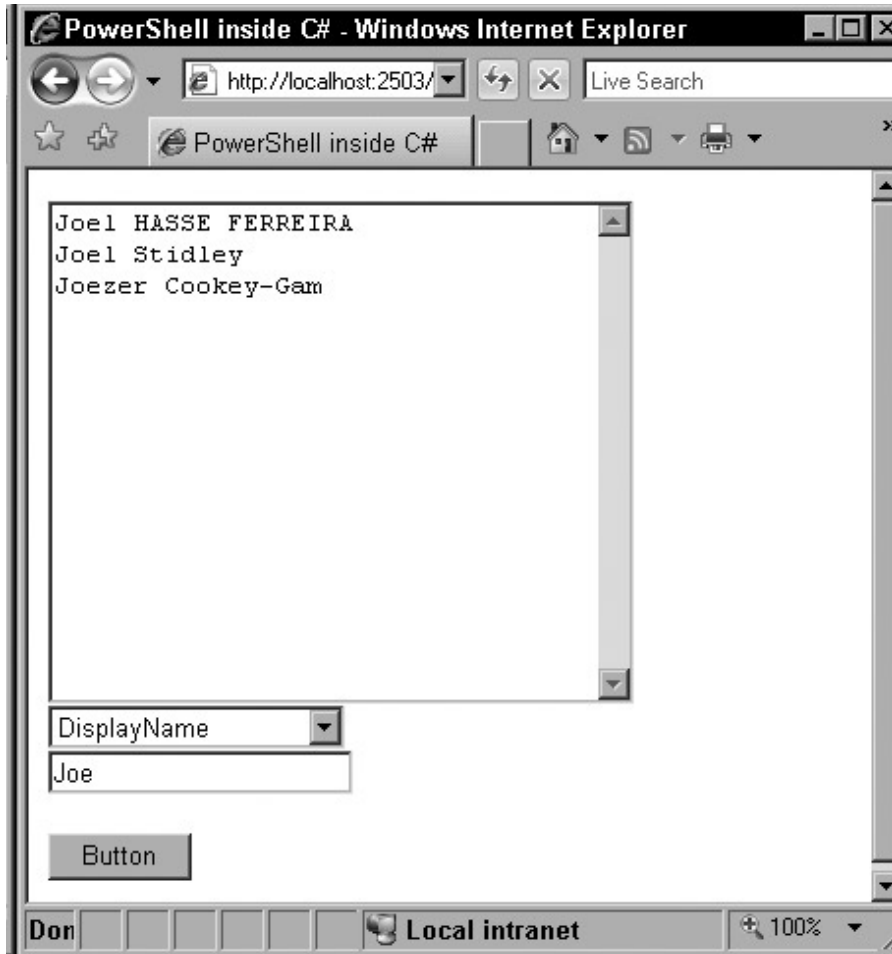 PowerShell inside C# - Windows Internet Explorer
http://localhost:2503/
Live Search
PowerShell inside C#
Joel HASSE FERREIRA
Joel Stidley
Joezer Cookey-Gam
DisplayName
Joe
Button
Don
Local intranet
100%